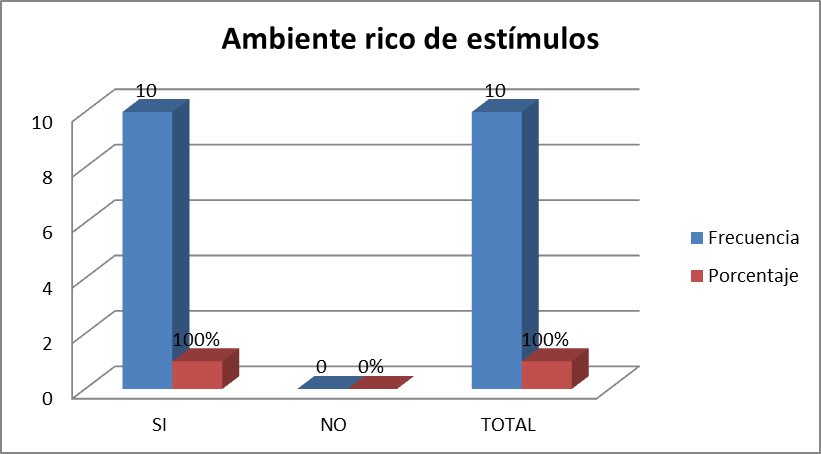 Ambiente rico de estímulos
10
8
6
4
2
0
10
100%
0
0%
10
100%
SI
NO
TOTAL
Frecuencia
Porcentaje